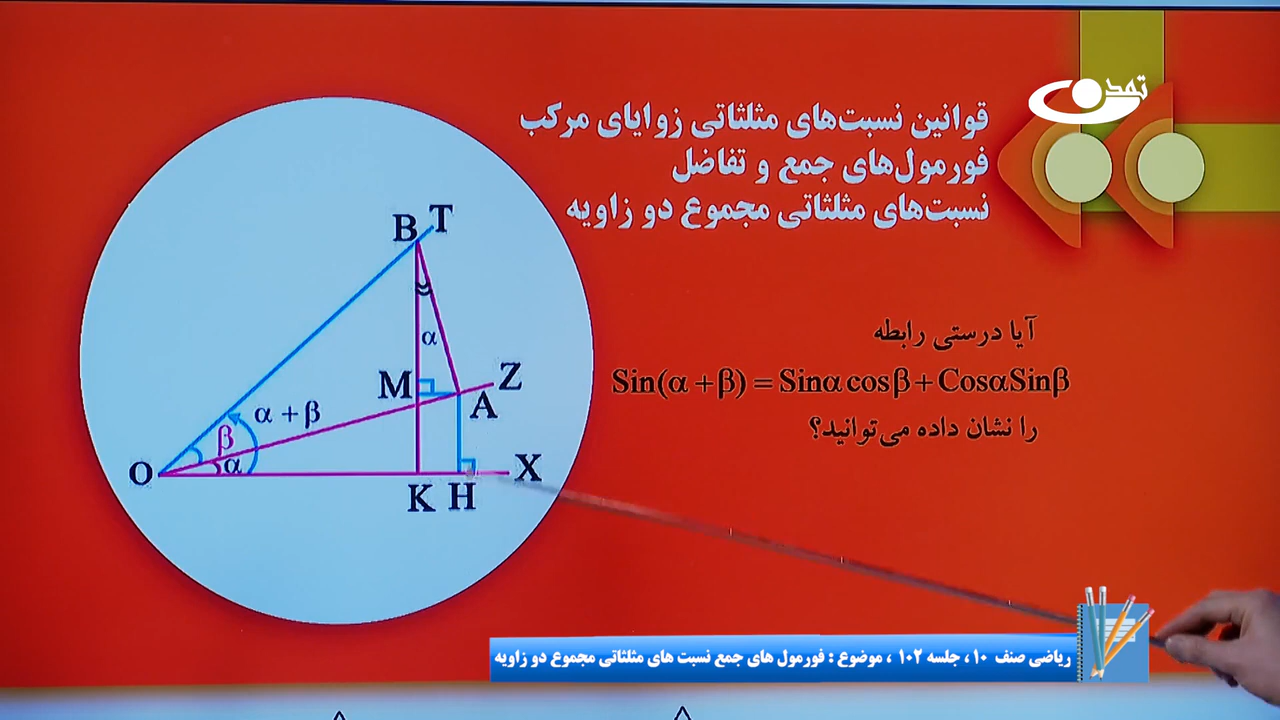 تمدن
قوانین نسبت‌های مثلثاتی زوایای مرکب
فورمول‌های جمع و تفاضل
نسبت‌های مثلثاتی مجموع دو زاویه
آیا درستی رابطه
Sin(α + β) = Sinα cosβ + CosαSinβ
را نشان داده می‌توانید؟
B T
α
M
Z
A
α + β
β
α
O
X
K H
ریاضی صنف ۱۰ ، جلسه ۱۰۲ ، موضوع : فورمول های جمع نسبت های مثلثاتی مجموع دو زاویه